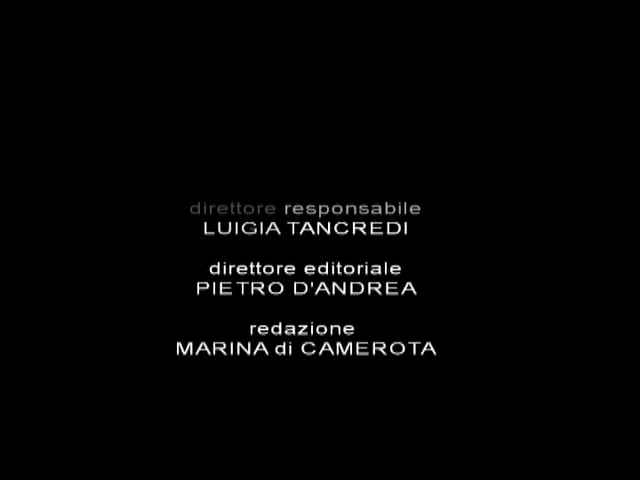 direttore responsabile
LUIGIA TANCREDI
direttore editoriale
PIETRO D'ANDREA
redazione
MARINA di CAMEROTA